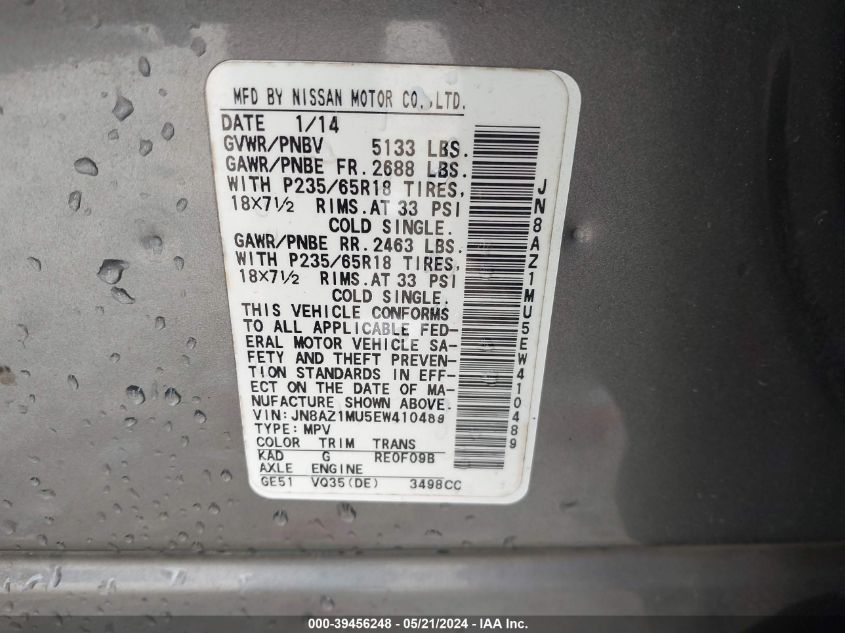 MFD BY NISSAN MOTOR CO.,LTD.
DATE 1/14
GVWR/PNBV 5133 LBS.
GAWR/PNBE FR. 2688 LBS.
WITH P235/65R18 TIRES,
18X7½ RIMS. AT 33 PSI
COLD SINGLE.
GAWR/PNBE RR. 2463 LBS.
WITH P235/65R18 TIRES,
18X7½ RIMS. AT 33 PSI
COLD SINGLE.
THIS VEHICLE CONFORMS
TO ALL APPLICABLE FED-
ERAL MOTOR VEHICLE SA-
FETY AND THEFT PREVEN-
TION STANDARDS IN EFF-
ECT ON THE DATE OF MA-
NUFACTURE SHOWN ABOVE.
VIN: JN8AZ1MU5EW410489
TYPE: MPV
COLOR TRIM TRANS
KAD G RE0F09B
AXLE ENGINE
GE51 VQ35(DE) 3498CC
JN8AZ1MU5EW410489
000-39456248 - 05/21/2024 - IAA Inc.